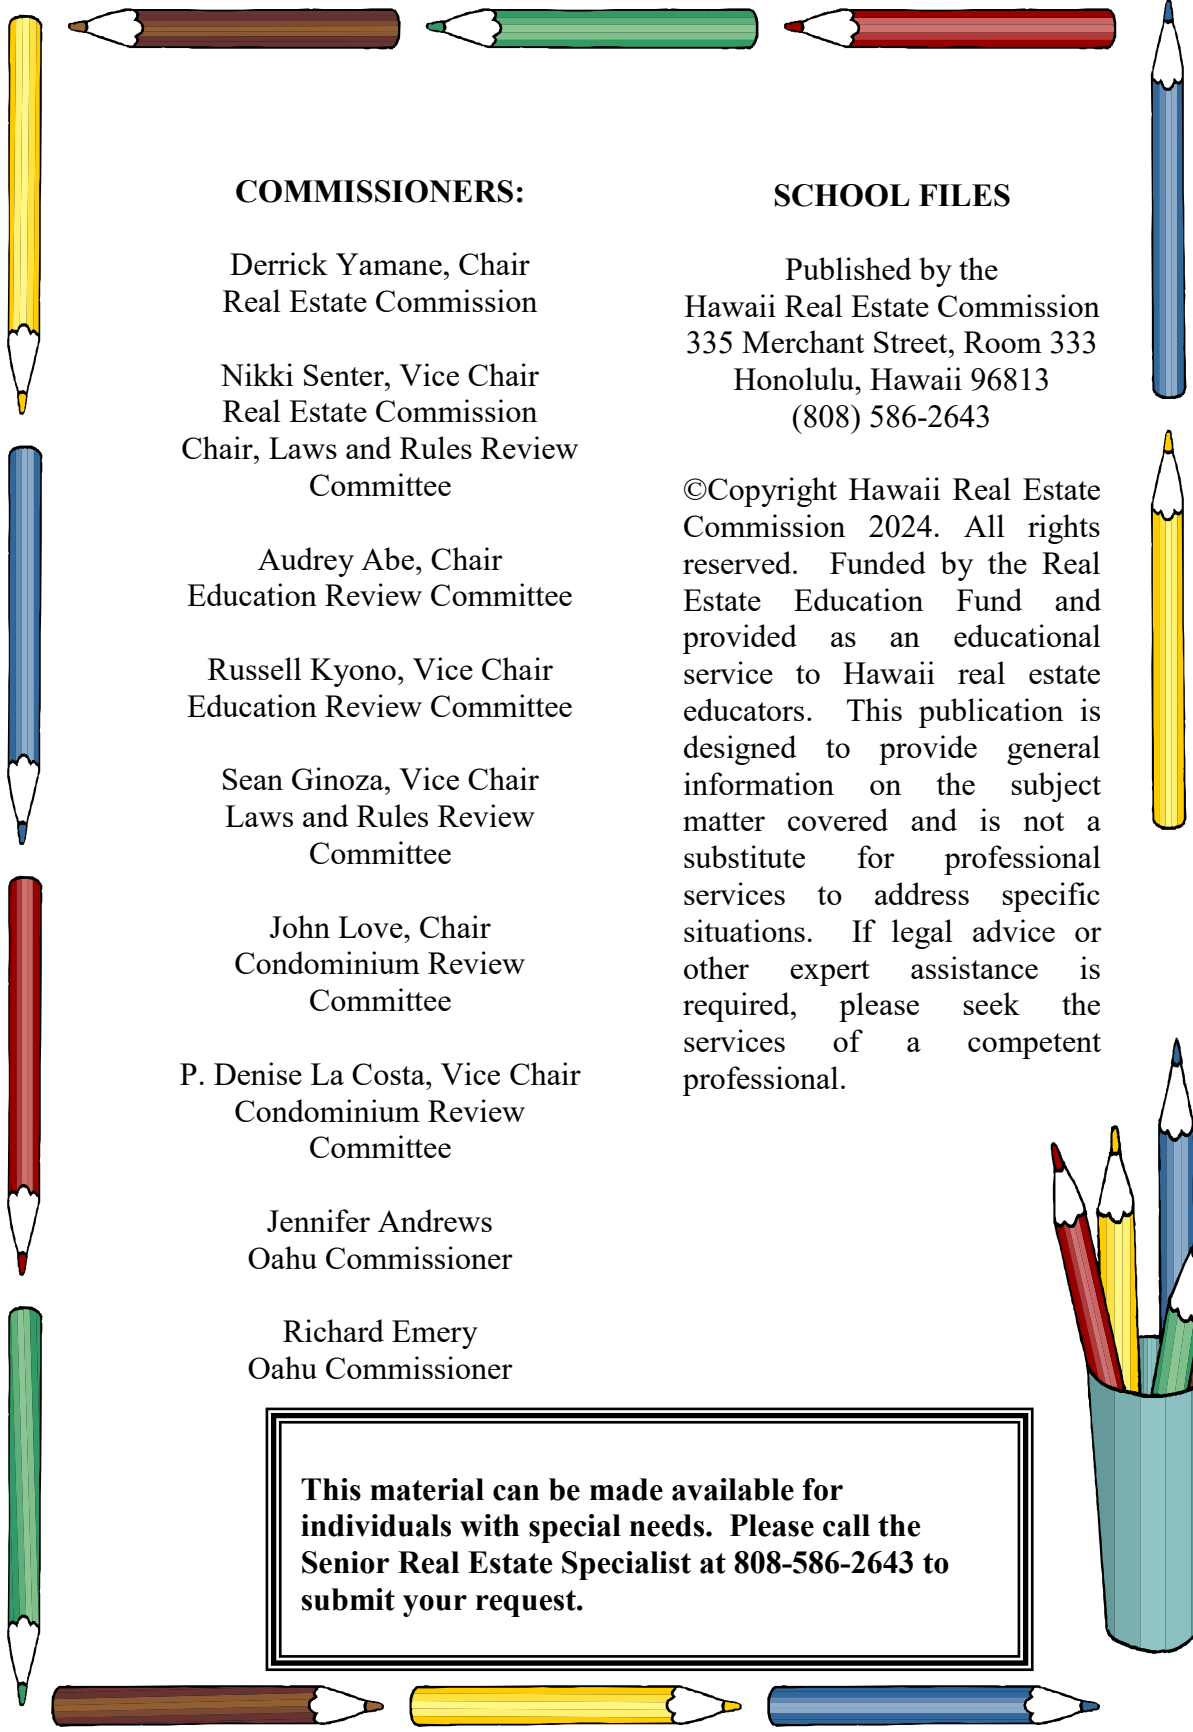 COMMISSIONERS:
Derrick Yamane, Chair
Real Estate Commission
Nikki Senter, Vice Chair
Real Estate Commission
Chair, Laws and Rules Review
Committee
Audrey Abe, Chair
Education Review Committee
Russell Kyono, Vice Chair
Education Review Committee
Sean Ginoza, Vice Chair
Laws and Rules Review
Committee
John Love, Chair
Condominium Review
Committee
P. Denise La Costa, Vice Chair
Condominium Review
Committee
Jennifer Andrews
Oahu Commissioner
Richard Emery
Oahu Commissioner
SCHOOL FILES
Published by the
Hawaii Real Estate Commission
335 Merchant Street, Room 333
Honolulu, Hawaii 96813
(808) 586-2643
©Copyright Hawaii Real Estate
Commission 2024. All rights
reserved. Funded by the Real
Estate Education Fund and
provided as an educational
service to Hawaii real estate
educators. This publication is
designed to provide general
information on the subject
matter covered and is not a
substitute for professional
services to address specific
situations. If legal advice or
other expert assistance is
required, please seek the
services of a competent
professional.
This material can be made available for
individuals with special needs. Please call the
Senior Real Estate Specialist at 808-586-2643 to
submit your request.